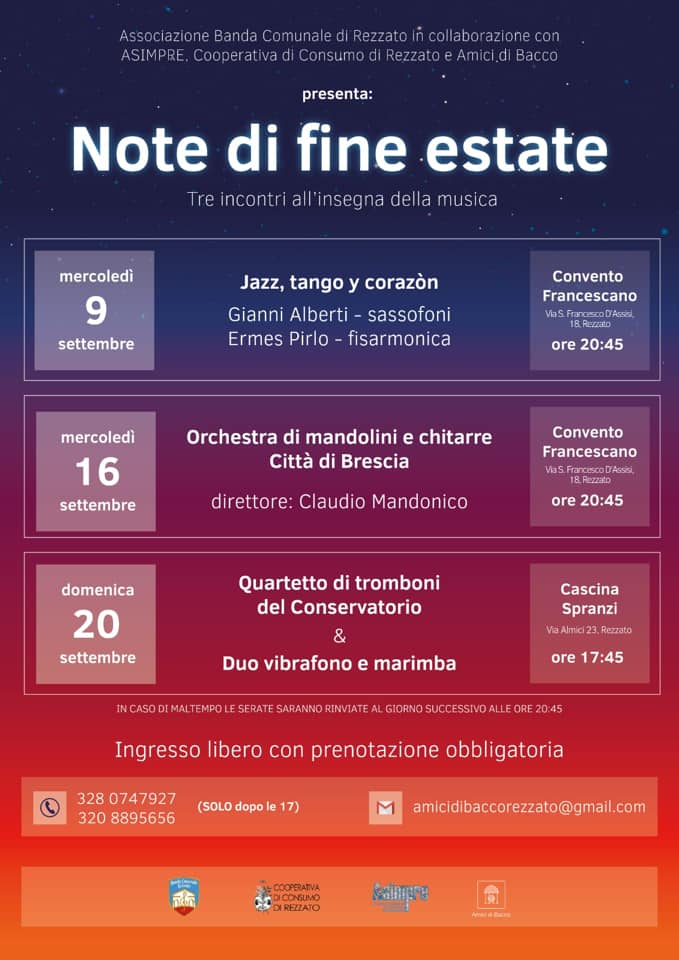 Associazione Banda Comunale di Rezzato in collaborazione con
ASIMPRE, Cooperativa di Consumo di Rezzato e Amici di Bacco
presenta:
Note di fine estate
Tre incontri all'insegna della musica
mercoledì
9
settembre
Jazz, tango y corazòn
Gianni Alberti - sassofoni
Ermes Pirlo - fisarmonica
Convento
Francescano
Via S. Francesco D'Assisi,
18, Rezzato
ore 20:45
mercoledì
16
settembre
Orchestra di mandolini e chitarre
Città di Brescia
direttore: Claudio Mandonico
Convento
Francescano
Via S. Francesco D'Assisi,
18, Rezzato
ore 20:45
domenica
20
settembre
Quartetto di tromboni
del Conservatorio
&
Duo vibrafono e marimba
Cascina
Spranzi
Via Almici 23, Rezzato
ore 17:45
IN CASO DI MALTEMPO LE SERATE SARANNO RINVIATE AL GIORNO SUCCESSIVO ALLE ORE 20:45
Ingresso libero con prenotazione obbligatoria
328 0747927
320 8895656
(SOLO dopo le 17)
amicidibaccorezzato@gmail.com
Banda Comunale
COOPERATIVA
DI CONSUMO
DI REZZATO
Asimpre
Amici di Bacco